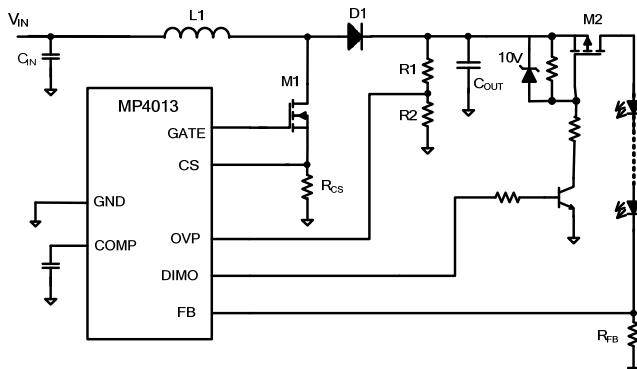 VIN
L1
D1
M2
CIN
M1
R1
COUT
10V
MP4013
R2
GATE
CS
RCS
GND
OVP
COMP
DIMO
FB
RFB